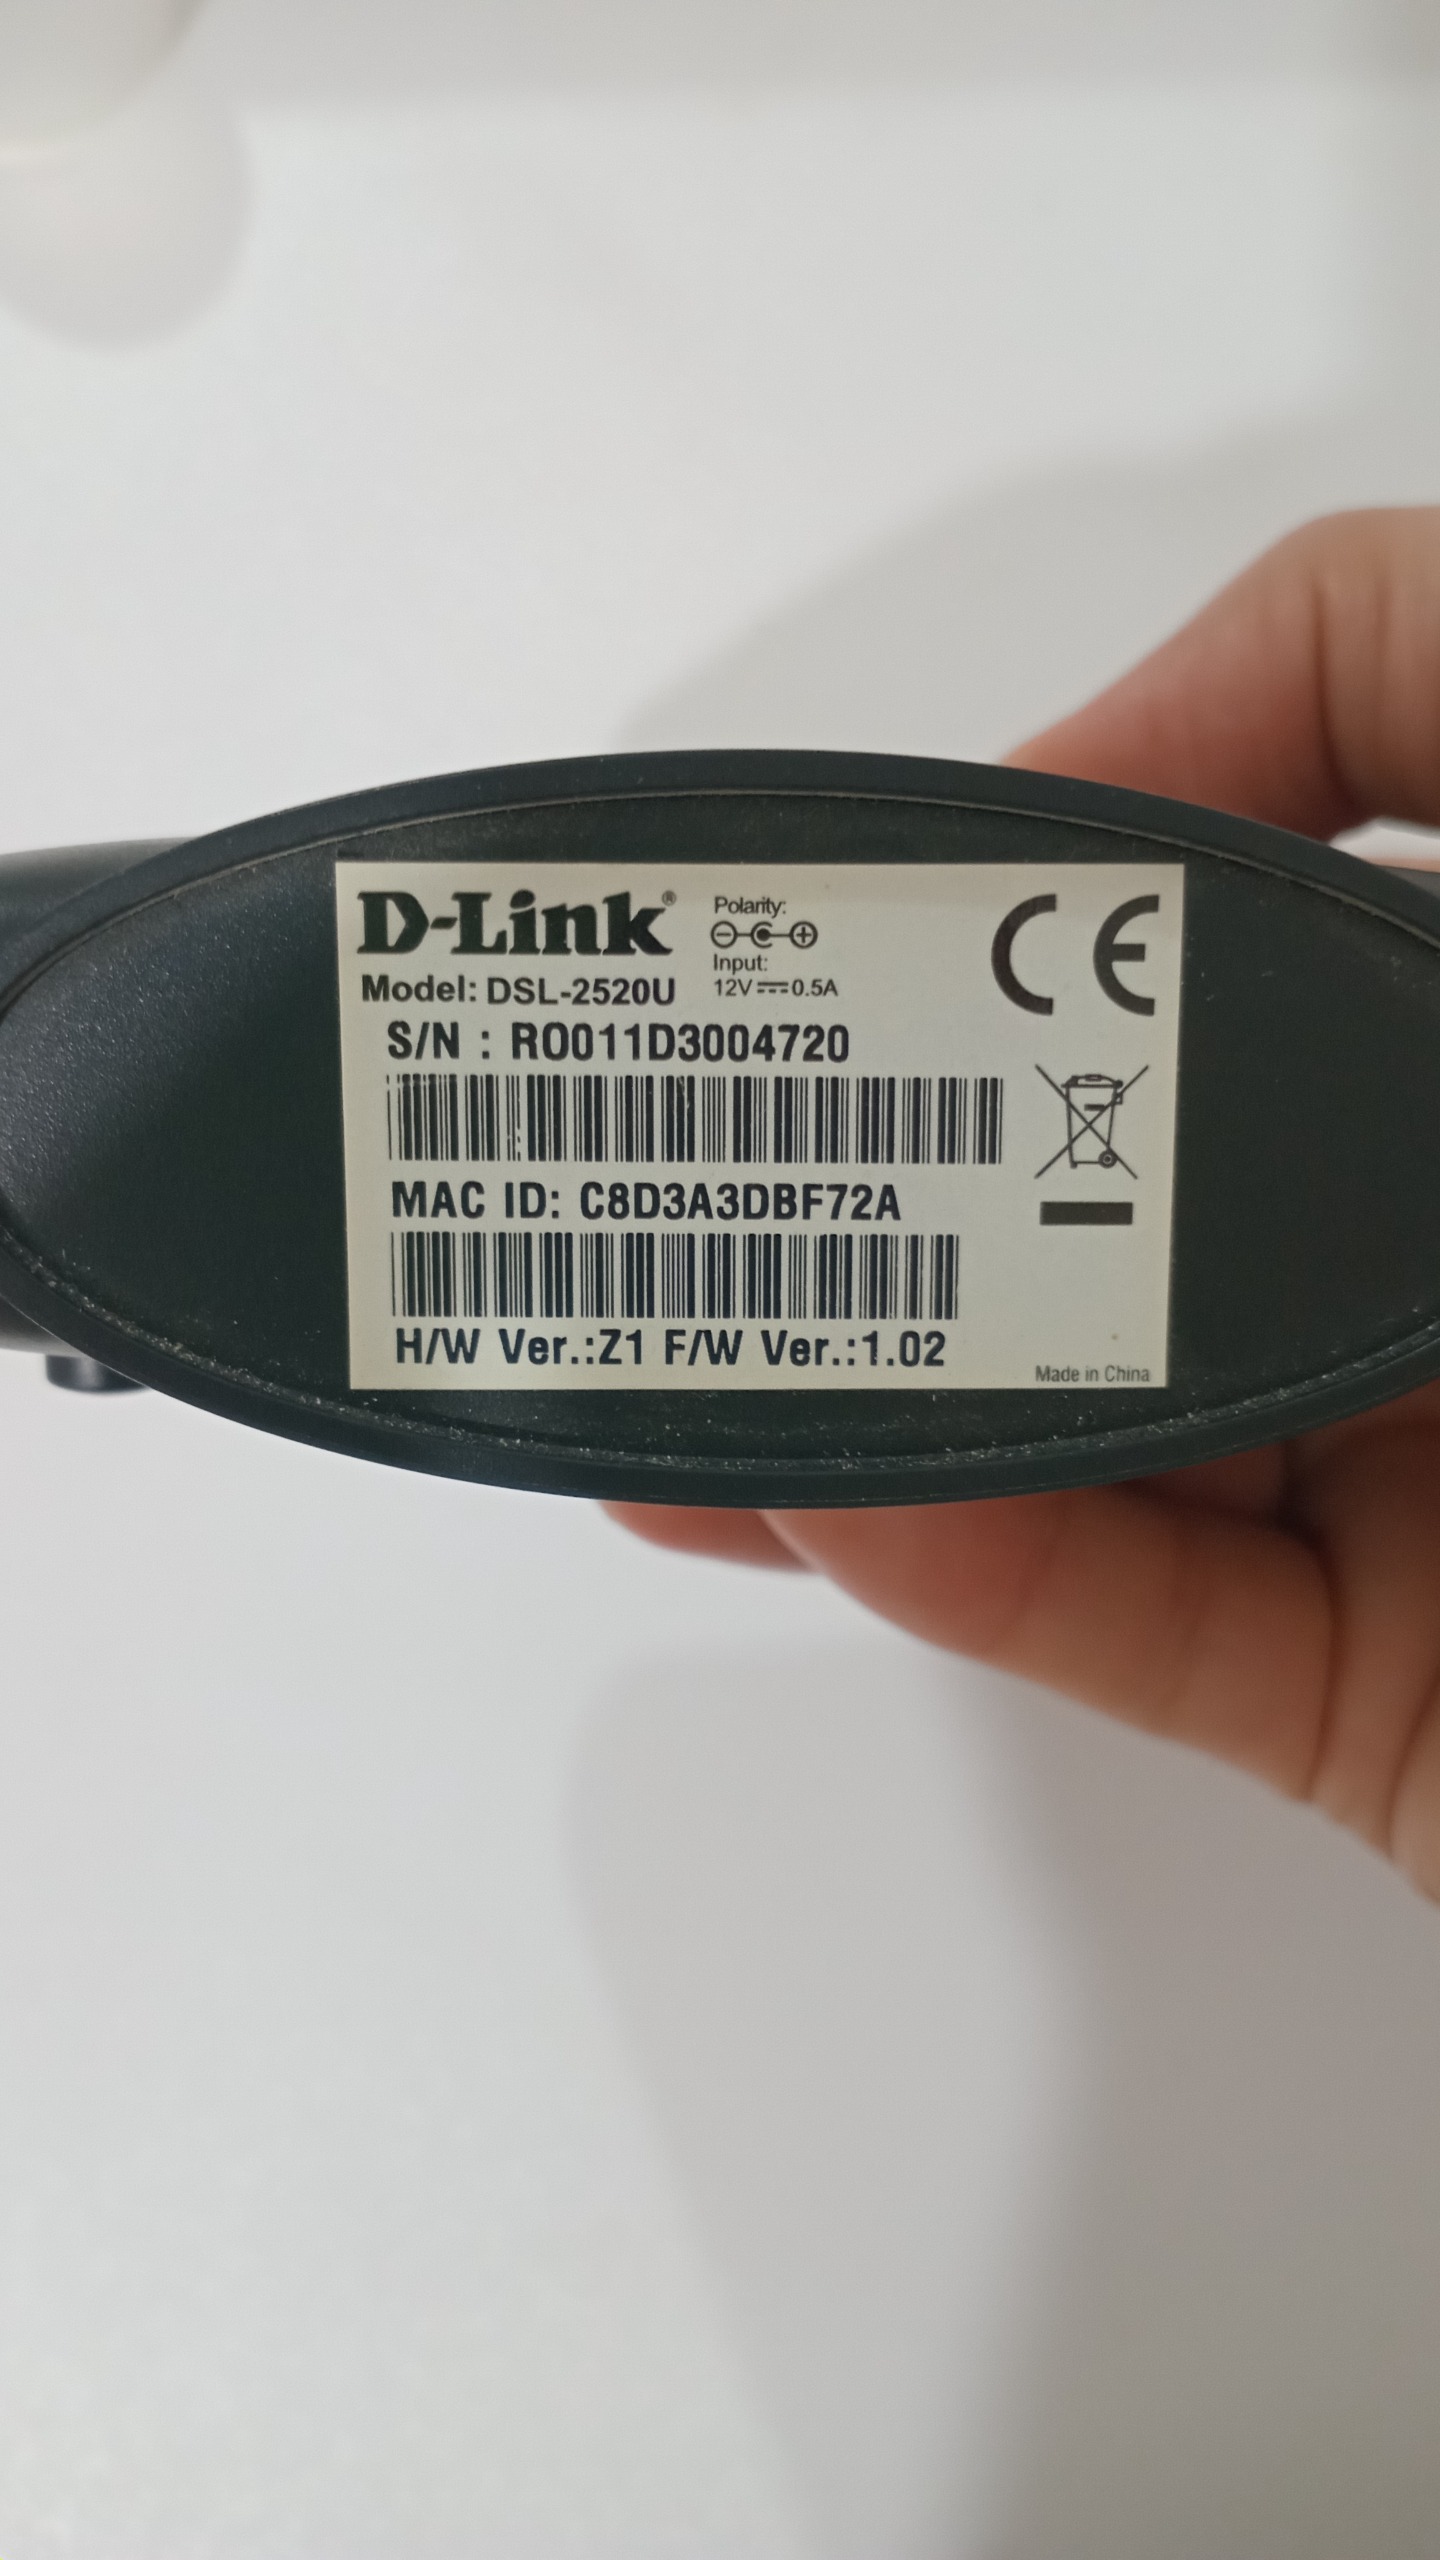 D-Link®
Model: DSL-2520U
Polarity:
Input:
12V⎓0.5A
CE
S/N : RO011D3004720
MAC ID: C8D3A3DBF72A
H/W Ver.:Z1 F/W Ver.:1.02
Made in China